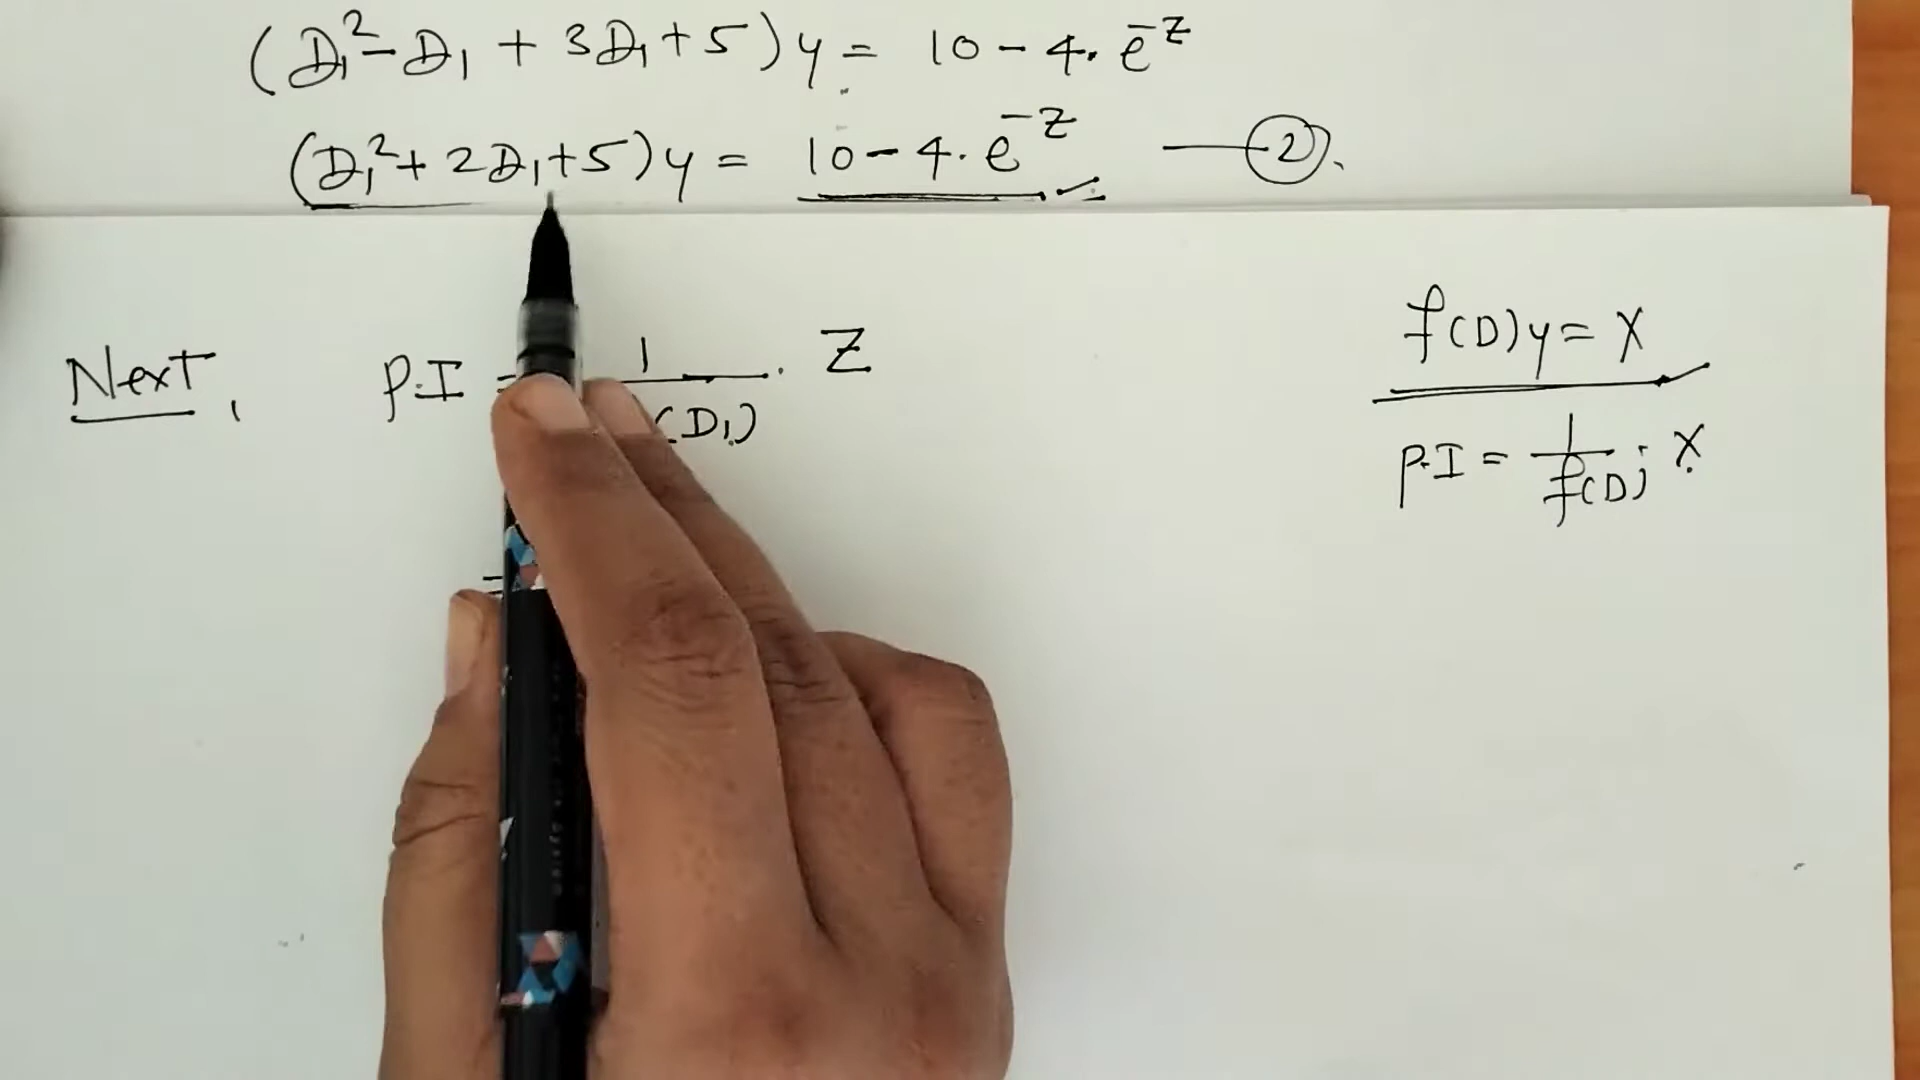 (D₁² - D₁ + 3D₁ + 5)y = 10 - 4. e^-z
(D₁² + 2D₁ + 5)y = 10 - 4. e^-z — ②.
Next, P.I = 1/(D₁) . Z
f(D)y = X
P.I = 1/f(D) . X
=